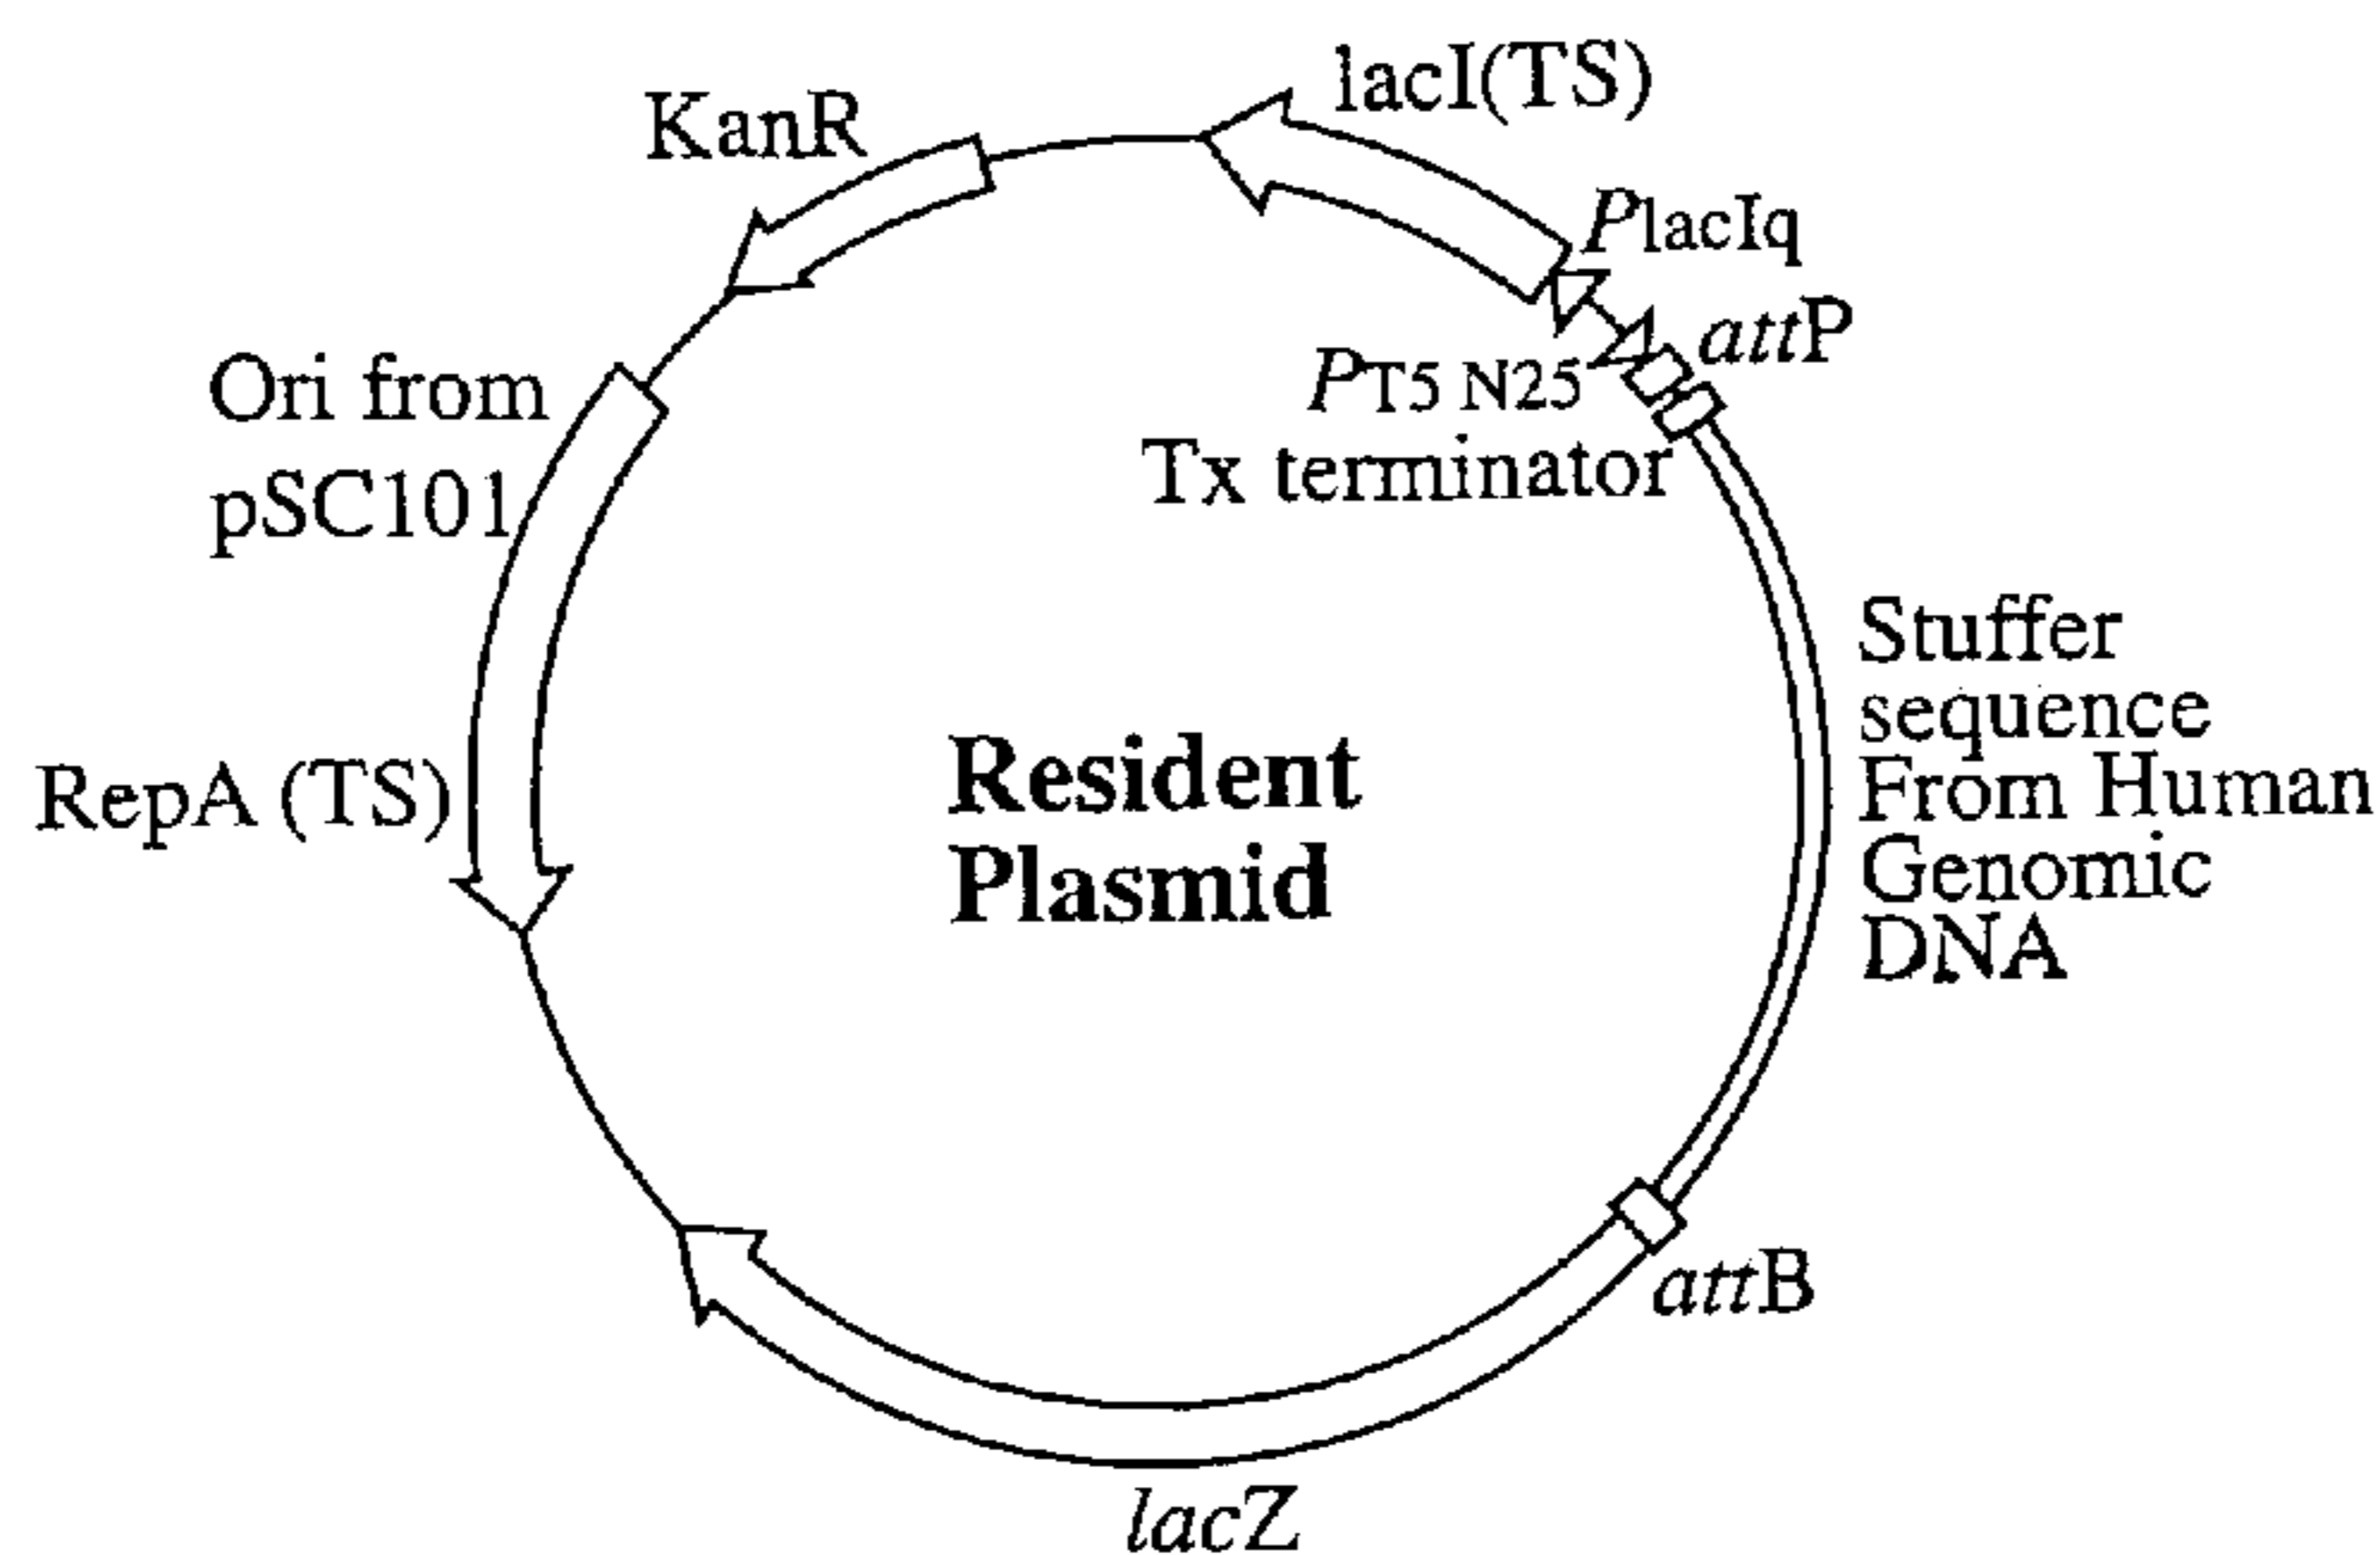 lacI(TS)
KanR
PlacIq
attP
PT5 N25
Tx terminator
Ori from
pSC101
Stuffer
sequence
From Human
Genomic
DNA
RepA (TS)
Resident
Plasmid
attB
lacZ